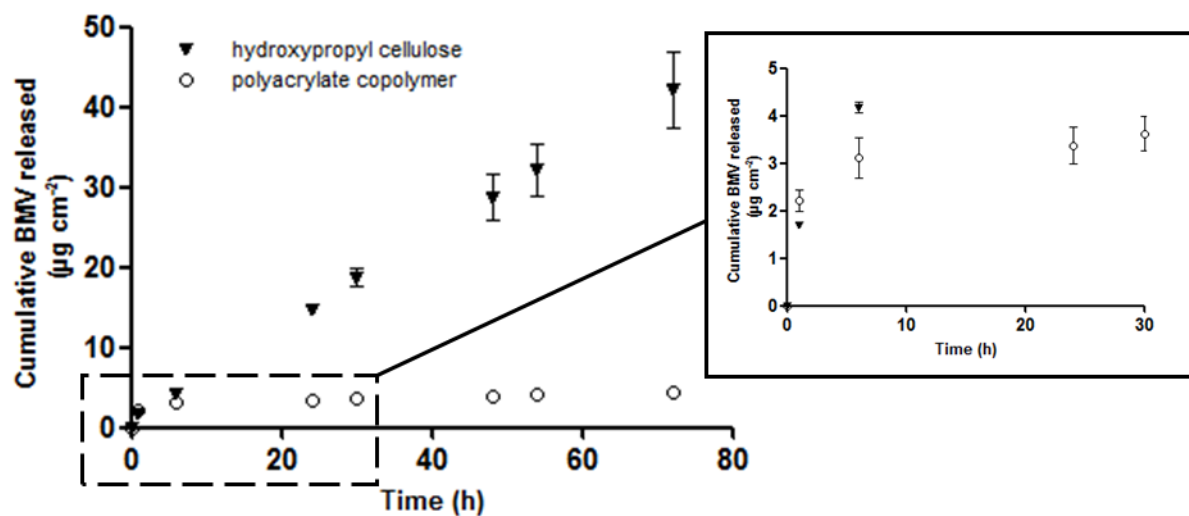 50
40
30
20
10
0
Cumulative BMV released
(µg cm⁻²)
hydroxypropyl cellulose
polyacrylate copolymer
0
20
40
60
80
Time (h)
5
4
3
2
1
0
Cumulative BMV released
(µg cm⁻²)
0
10
20
30
Time (h)